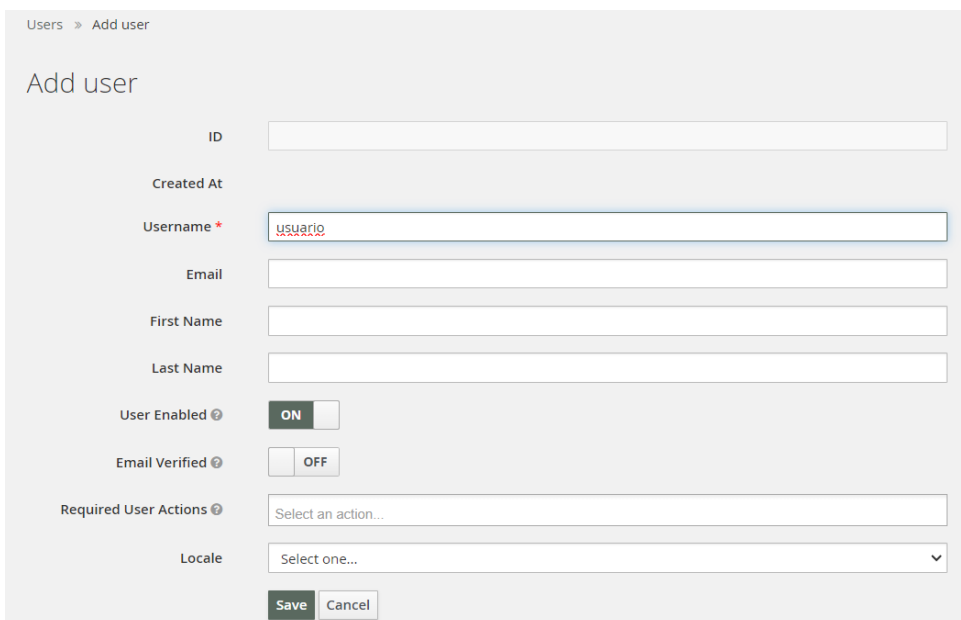 Users » Add user
Add user
ID
Created At
Username * usuario
Email
First Name
Last Name
User Enabled ON
Email Verified OFF
Required User Actions Select an action...
Locale Select one...
Save Cancel